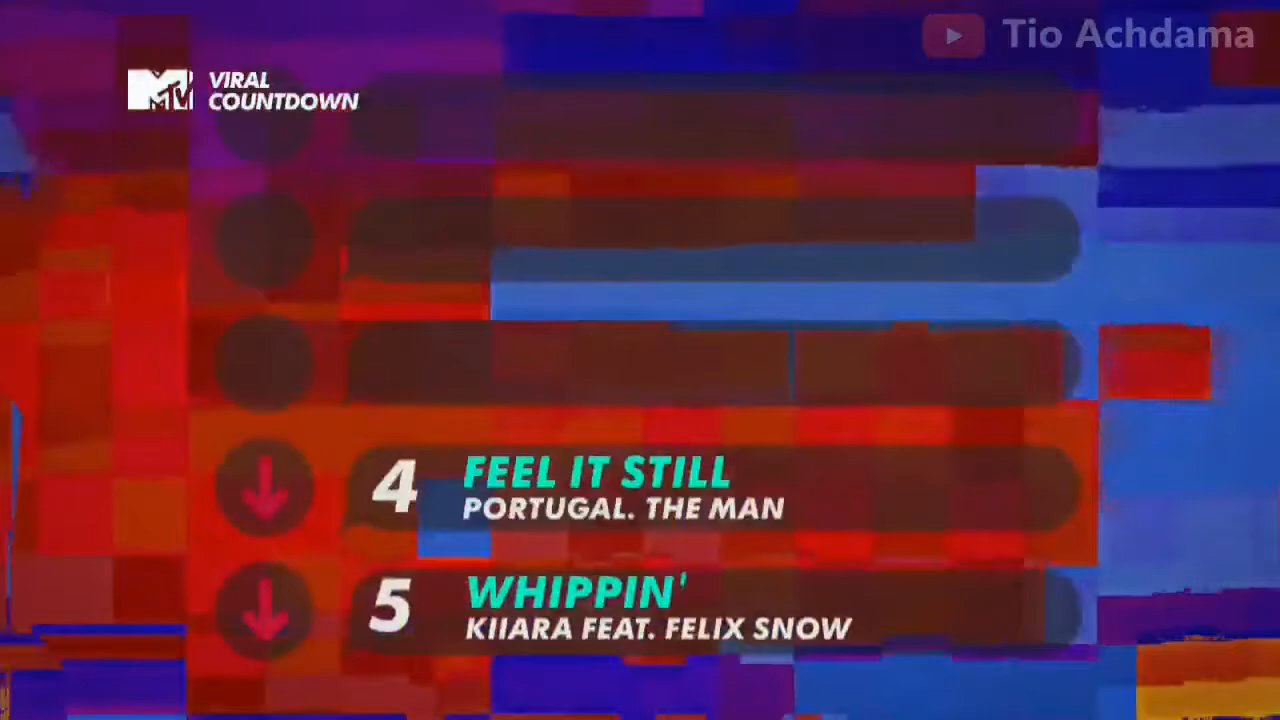 Tio Achdama
MTV
VIRAL
COUNTDOWN
4
FEEL IT STILL
PORTUGAL. THE MAN
5
WHIPPIN'
KIIARA FEAT. FELIX SNOW